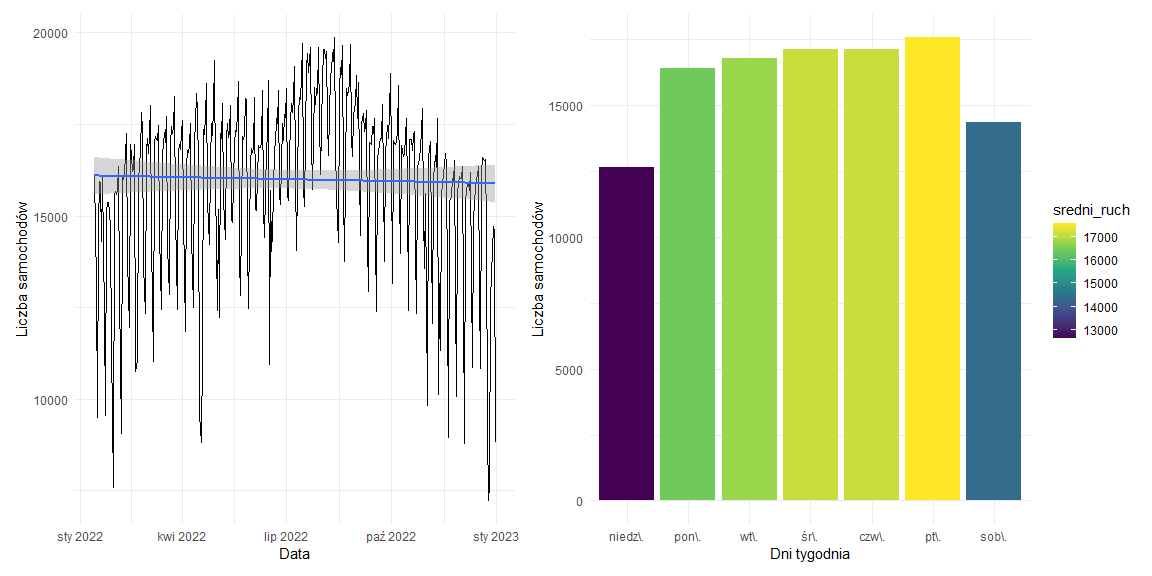 20000
15000
10000
Liczba samochodów
sty 2022
kwi 2022
lip 2022
paź 2022
sty 2023
Data
15000
10000
5000
0
Liczba samochodów
niedz\.
pon\.
wt\.
śr\.
czw\.
pt\.
sob\.
Dni tygodnia
sredni_ruch
17000
16000
15000
14000
13000